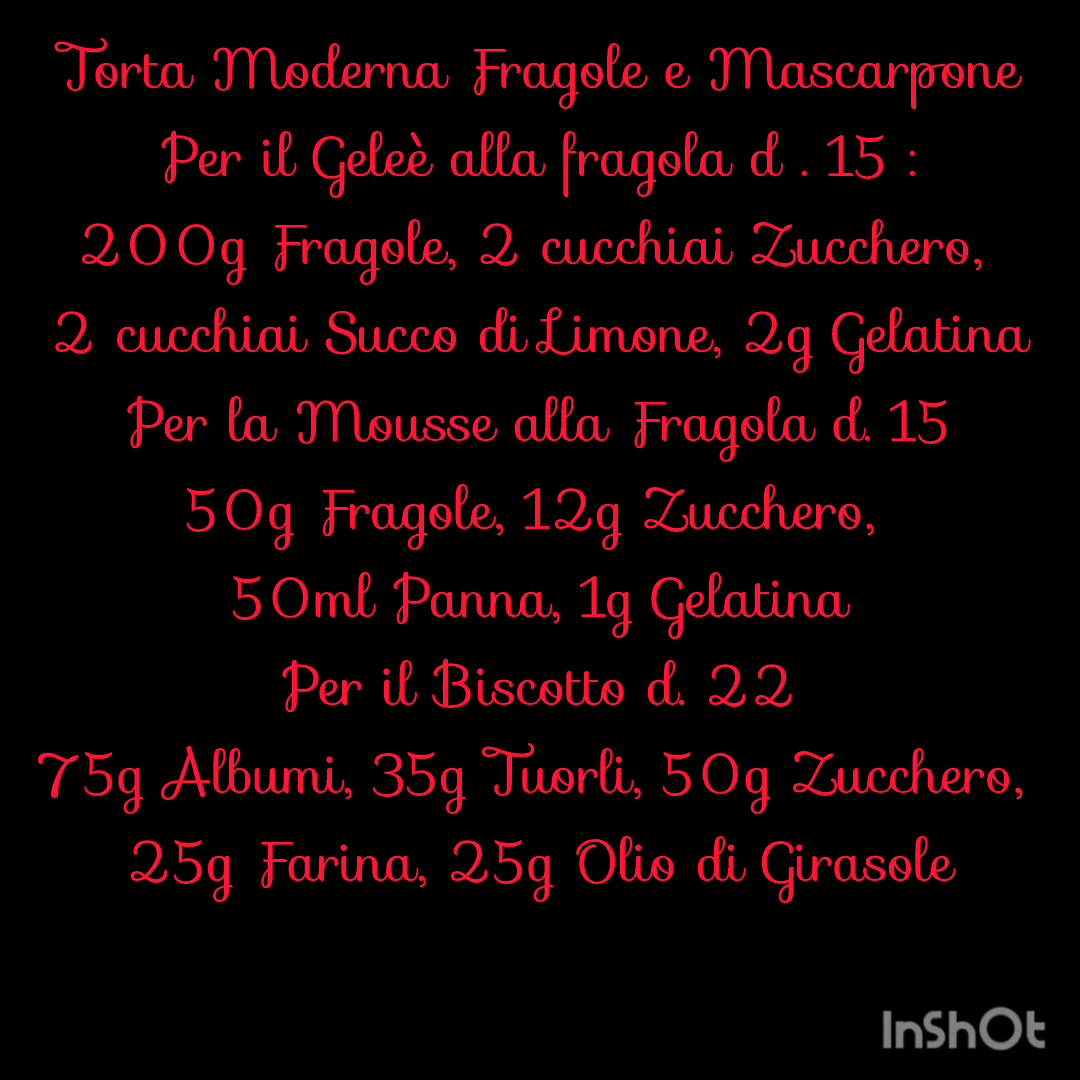 Torta Moderna Fragole e Mascarpone
Per il Geleè alla fragola d . 15 :
200g Fragole, 2 cucchiai Zucchero,
2 cucchiai Succo di Limone, 2g Gelatina
Per la Mousse alla Fragola d. 15
50g Fragole, 12g Zucchero,
50ml Panna, 1g Gelatina
Per il Biscotto d. 22
75g Albumi, 35g Tuorli, 50g Zucchero,
25g Farina, 25g Olio di Girasole
InShOt